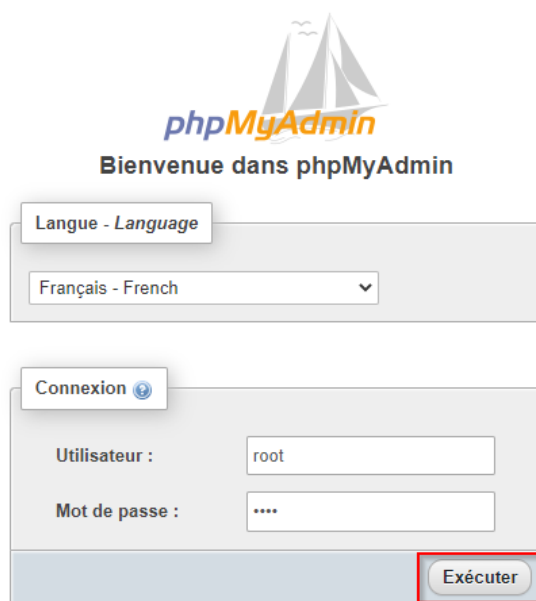 phpMyAdmin
Bienvenue dans phpMyAdmin
Langue - Language
Français - French
Connexion
Utilisateur :
root
Mot de passe :
••••
Exécuter